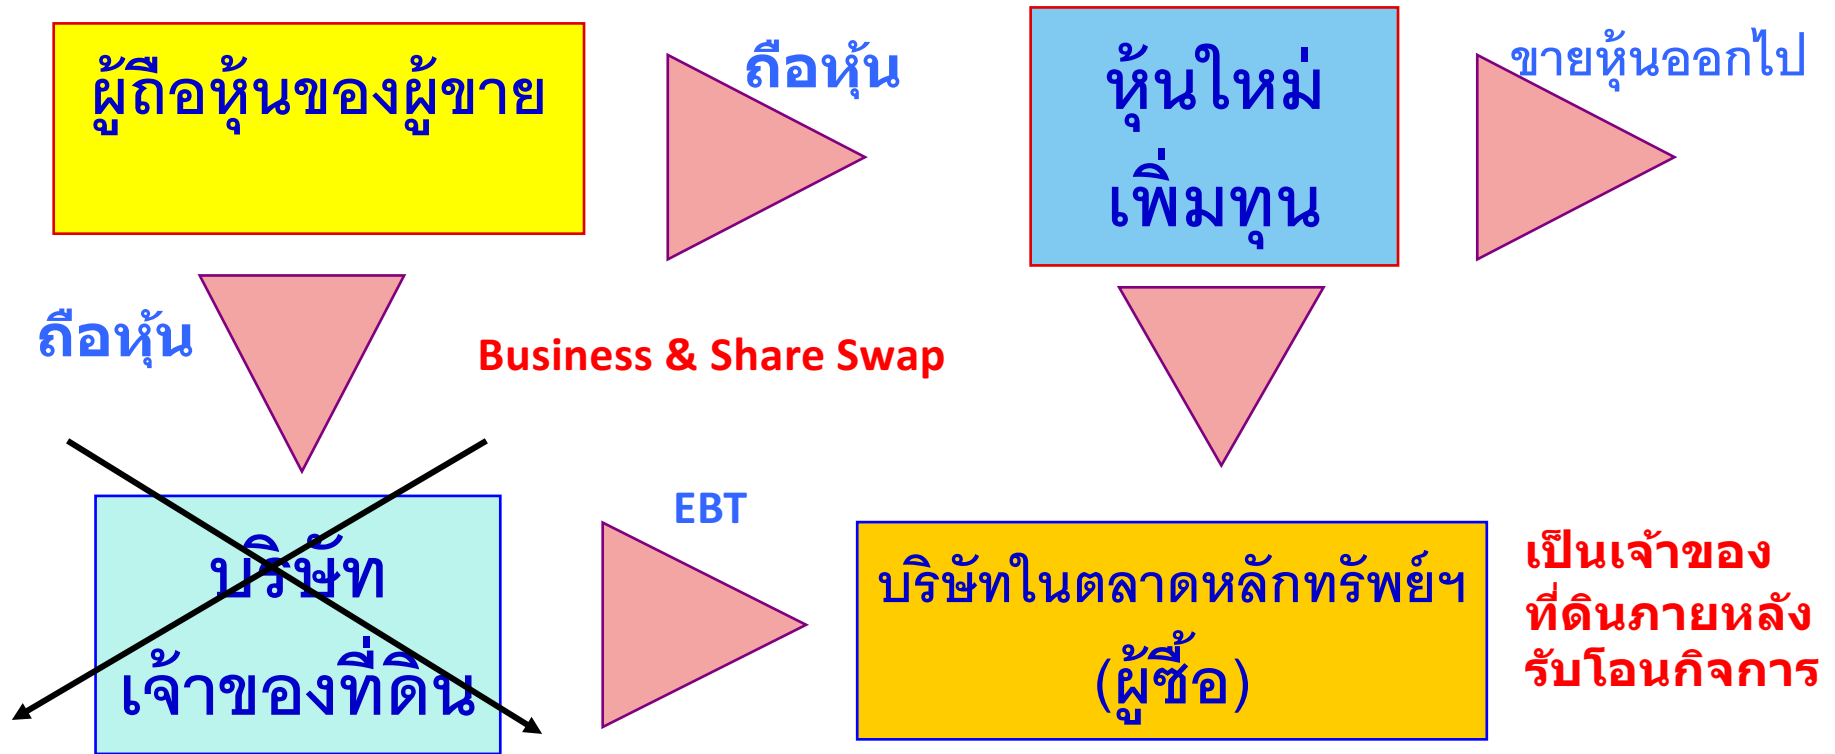 ผู้ถือหุ้นของผู้ขาย
ถือหุ้น
หุ้นใหม่
เพิ่มทุน
ขายหุ้นออกไป
ถือหุ้น
Business & Share Swap
บริษัท
เจ้าของที่ดิน
EBT
บริษัทในตลาดหลักทรัพย์ฯ
(ผู้ซื้อ)
เป็นเจ้าของ
ที่ดินภายหลัง
รับโอนกิจการ